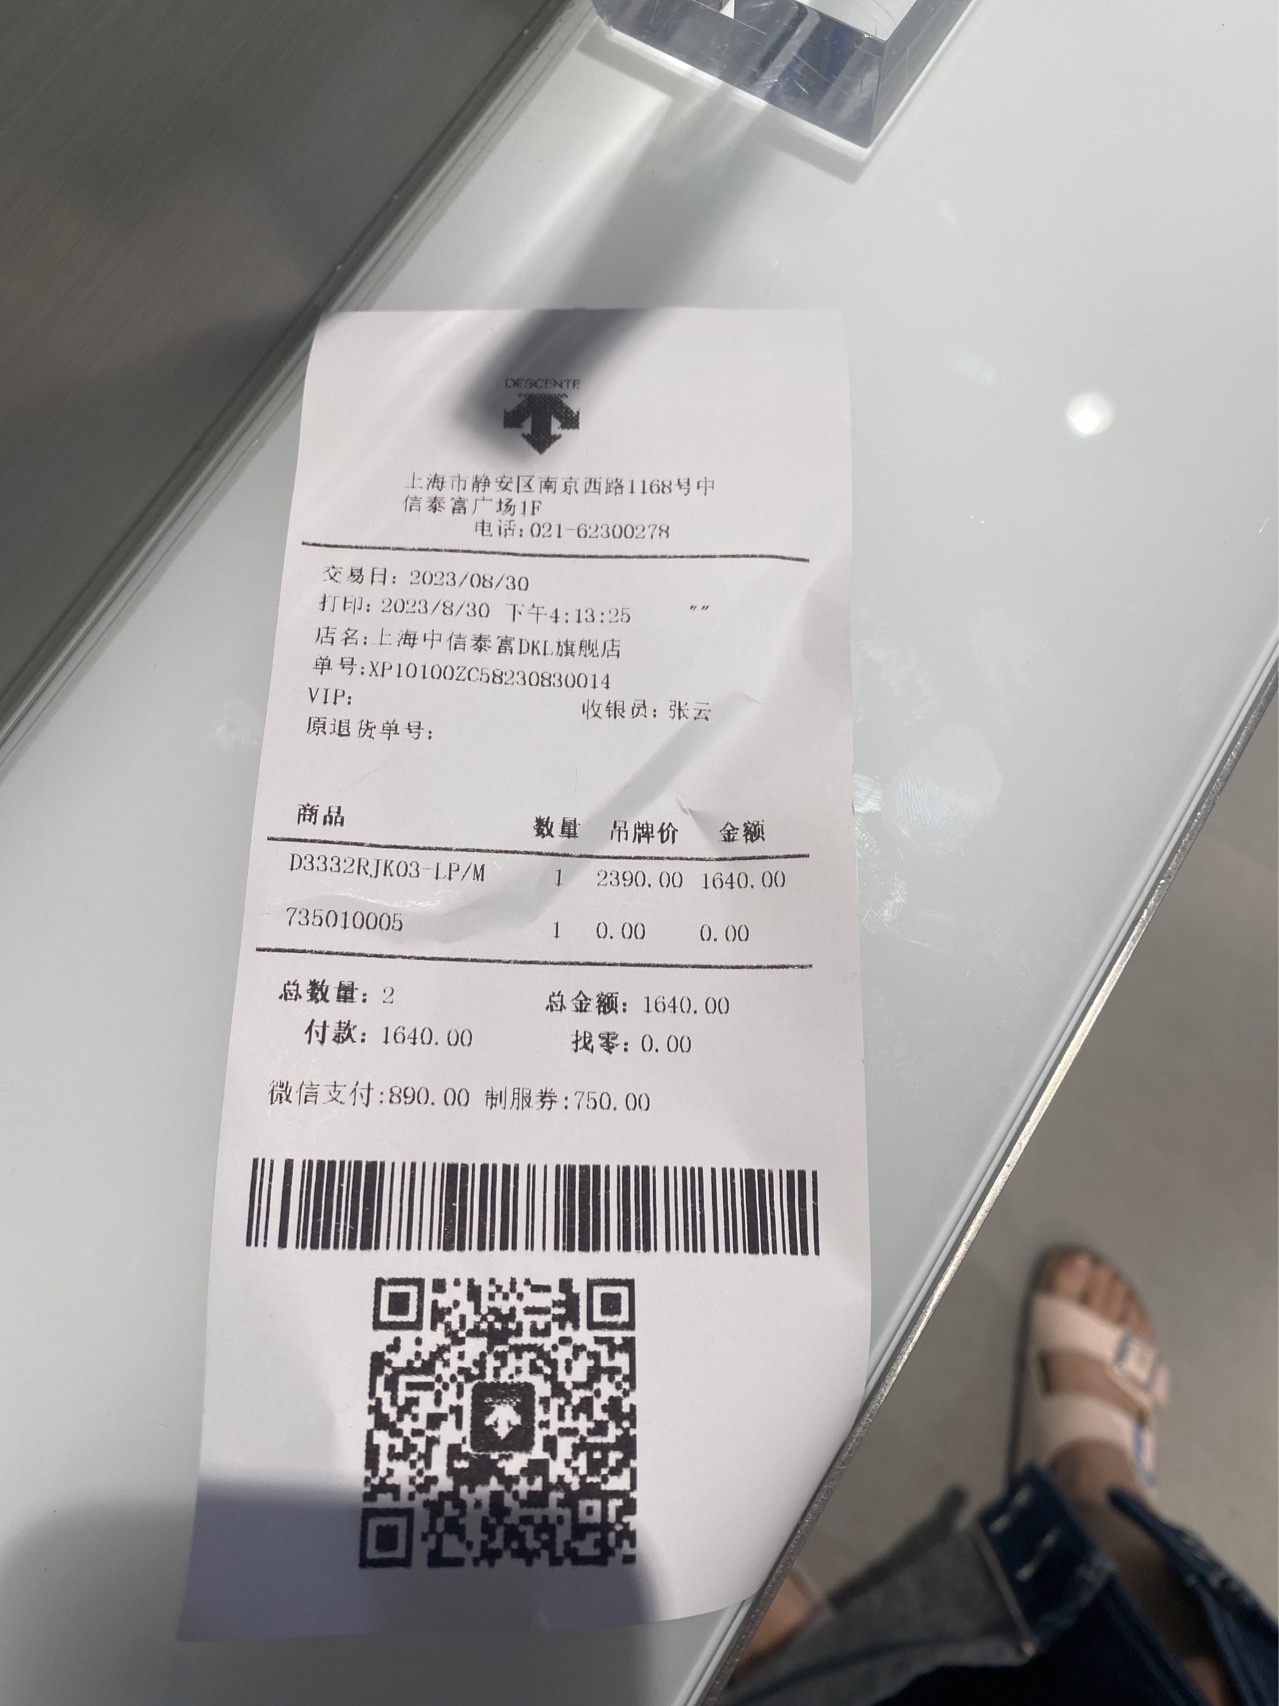 DESCENTE
上海市静安区南京西路1168号中
信泰富广场1F
电话:021-62300278
交易日: 2023/08/30
打印: 2023/8/30 下午4:13:25 ""
店名:上海中信泰富DKL旗舰店
单号:XP10100ZC58230830014
VIP:
收银员: 张云
原退货单号:
商品 数量 吊牌价 金额
D3332RJK03-LP/M 1 2390.00 1640.00
735010005 1 0.00 0.00
总数量: 2 总金额: 1640.00
付款: 1640.00 找零: 0.00
微信支付:890.00 制服券:750.00